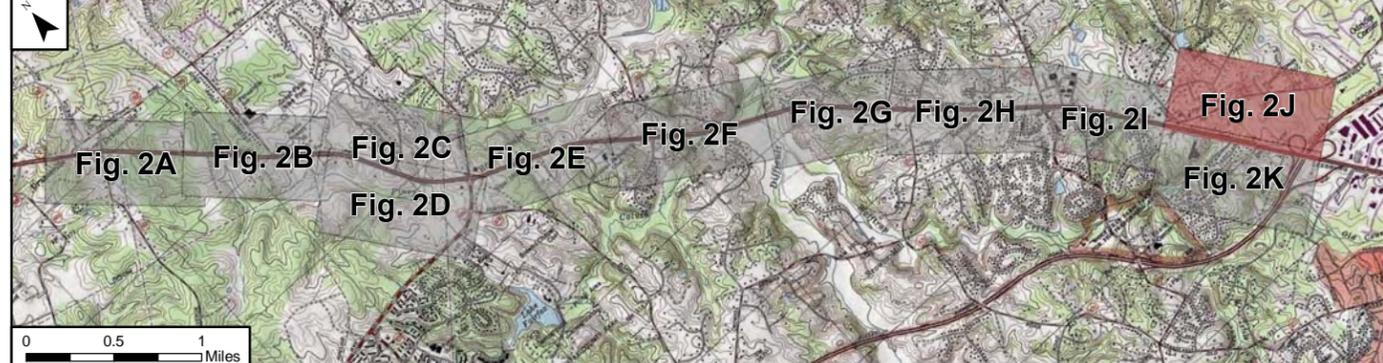 N
Fig. 2A
Fig. 2B
Fig. 2C
Fig. 2D
Fig. 2E
Fig. 2F
Fig. 2G
Fig. 2H
Fig. 2I
Fig. 2J
Fig. 2K
0 0.5 1
Miles